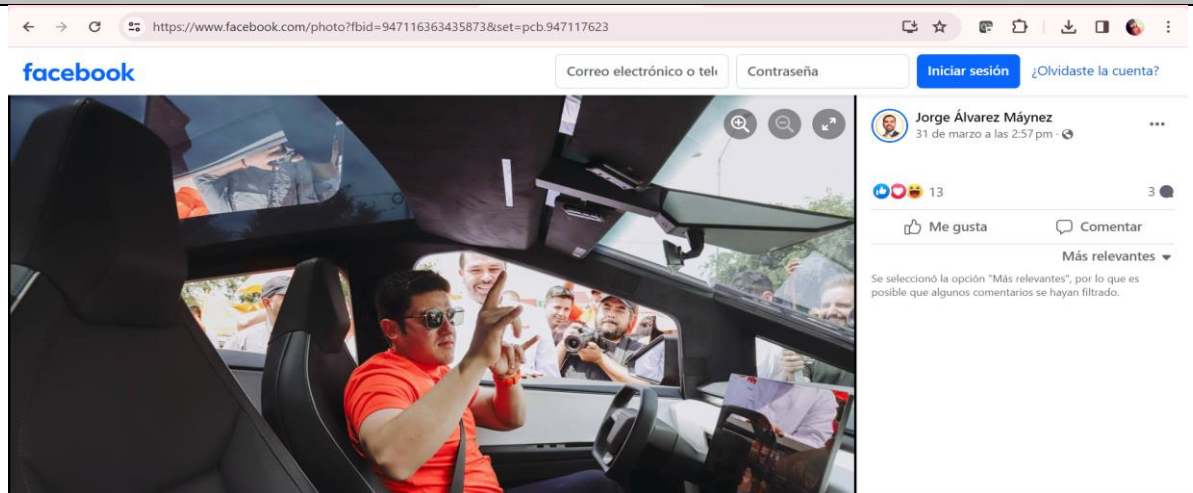 https://www.facebook.com/photo?fbid=947116363435873&set=pcb.947117623
facebook
Correo electrónico o telé
Contraseña
Iniciar sesión
¿Olvidaste la cuenta?
Jorge Álvarez Máynez
31 de marzo a las 2:57 pm ·
13
3
Me gusta
Comentar
Más relevantes
Se seleccionó la opción "Más relevantes", por lo que es
posible que algunos comentarios se hayan filtrado.